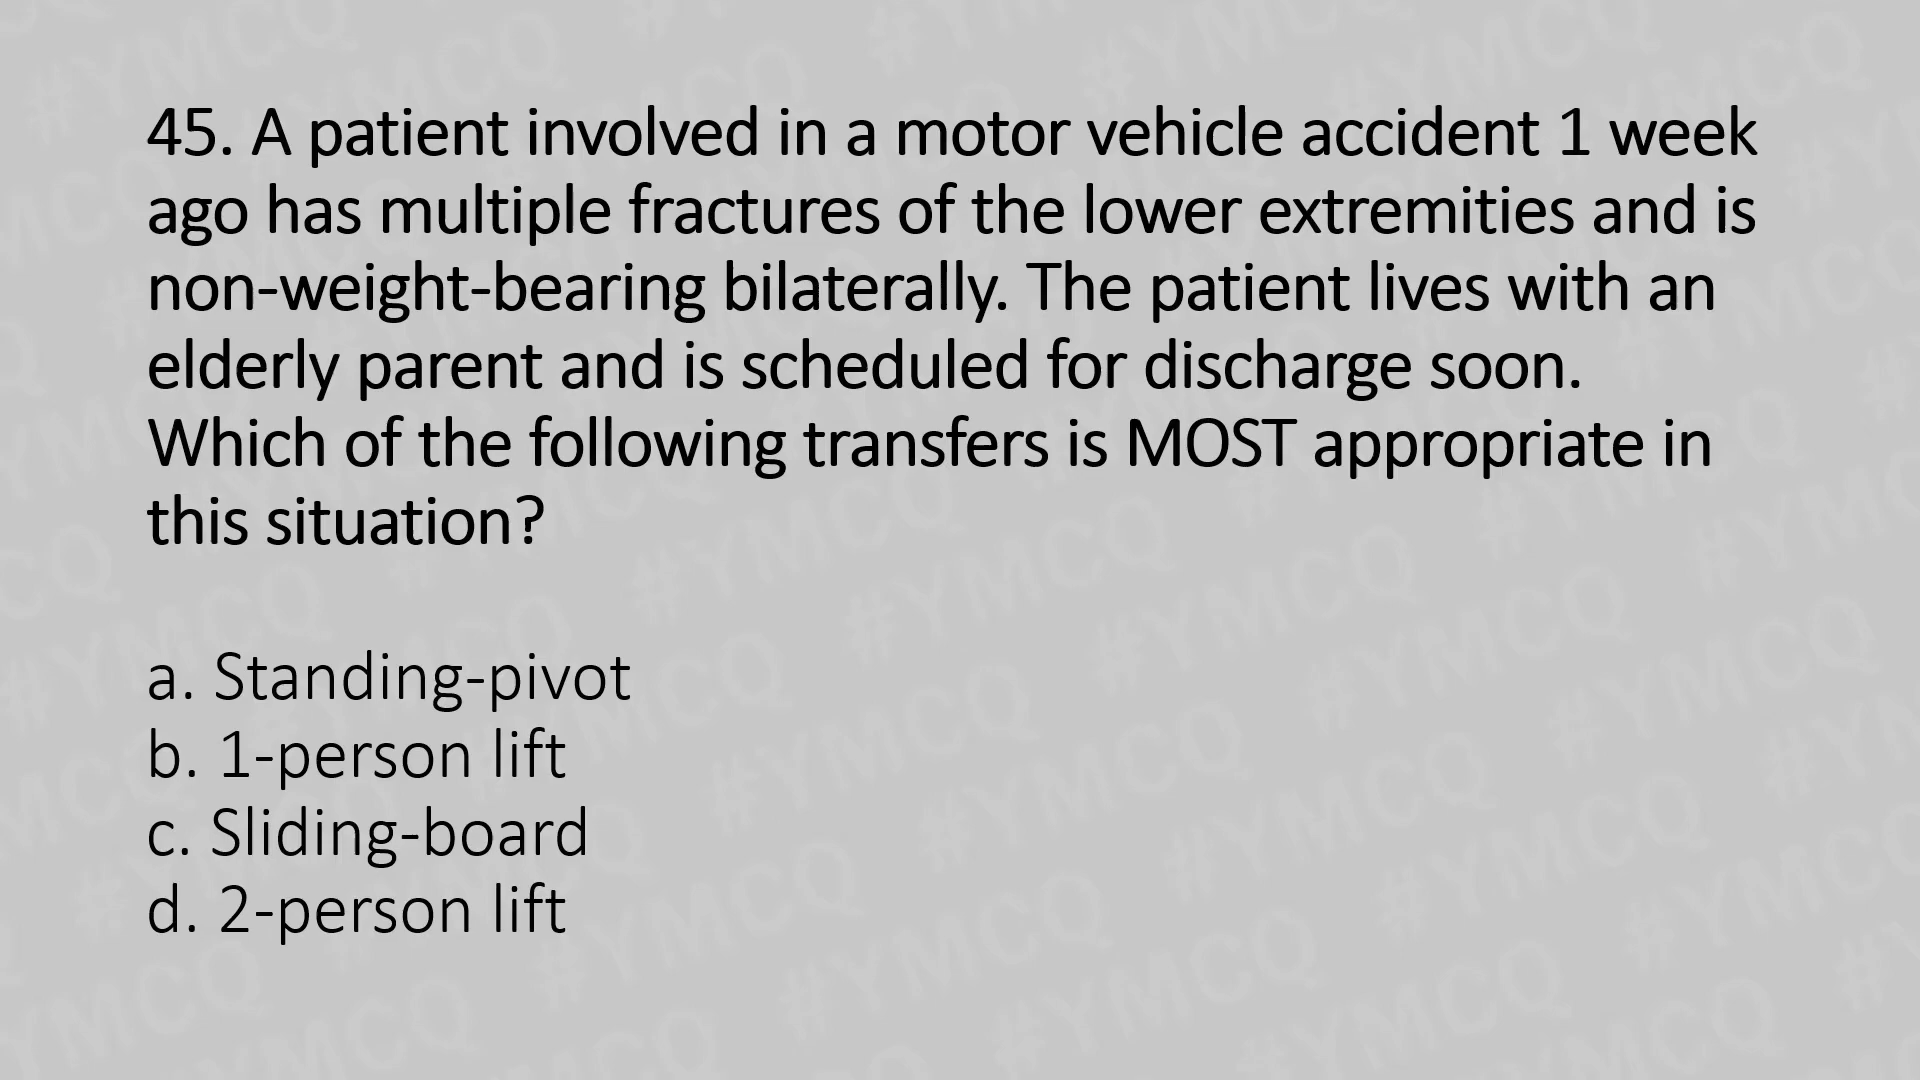 45. A patient involved in a motor vehicle accident 1 week
ago has multiple fractures of the lower extremities and is
non-weight-bearing bilaterally. The patient lives with an
elderly parent and is scheduled for discharge soon.
Which of the following transfers is MOST appropriate in
this situation?
a. Standing-pivot
b. 1-person lift
c. Sliding-board
d. 2-person lift
#YMCQ